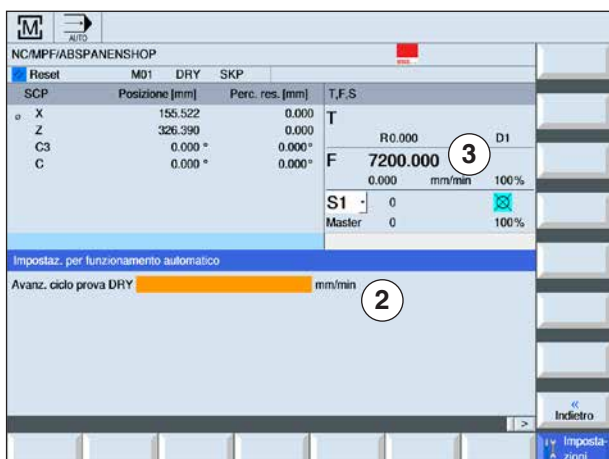 M
AUTO
NC/MPF/ABSPANENSHOP
Reset M01 DRY SKP
SCP Posizione [mm] Perc. res. [mm] T,F,S
X 155.522 0.000
Z 326.390 0.000
C3 0.000 ° 0.000°
C 0.000 ° 0.000°
T
R0.000 D1
F 7200.000 3
0.000 mm/min 100%
S1 0
Master 0 100%
Impostaz. per funzionamento automatico
Avanz. ciclo prova DRY mm/min
2
«
Indietro
>
Imposta-
zioni